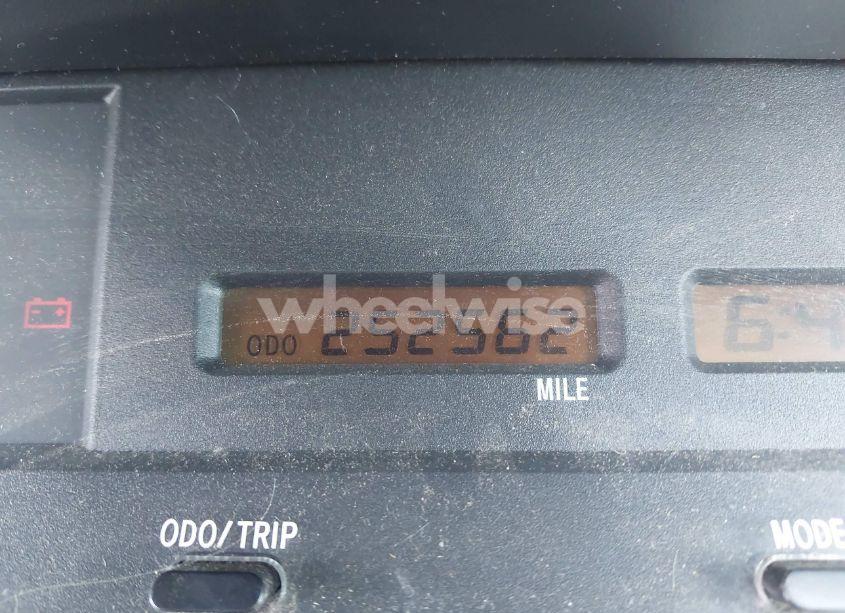 wheelwise
ODO 252562
MILE
ODO/TRIP
MODE